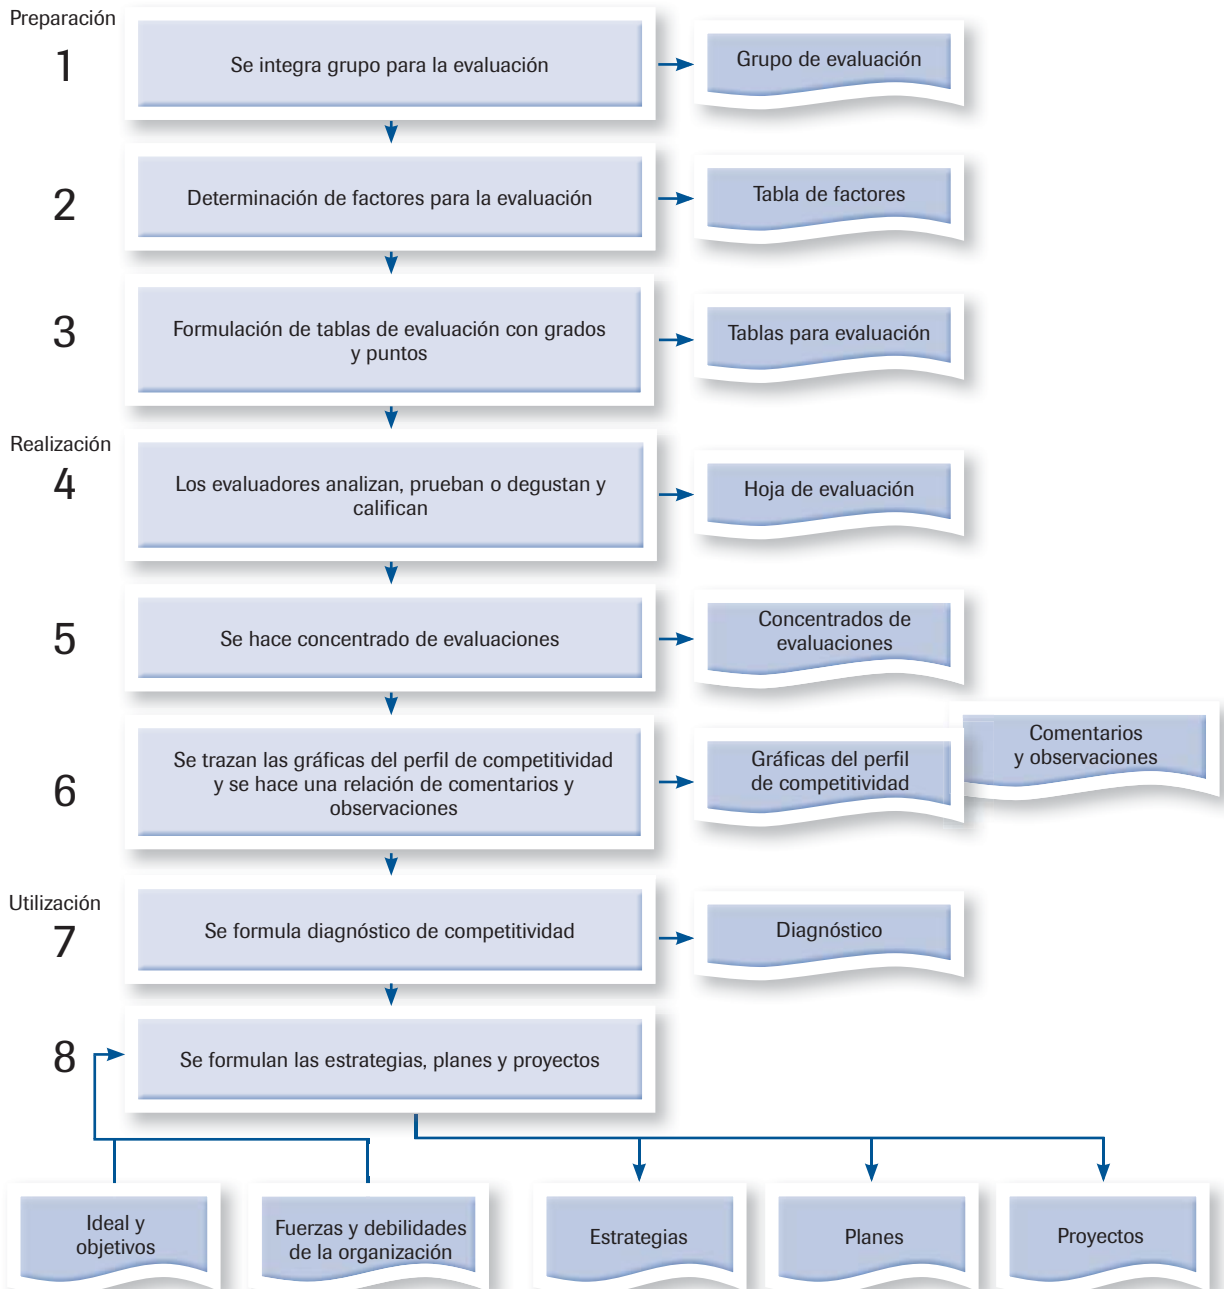 Preparación
1
Se integra grupo para la evaluación
Grupo de evaluación
2
Determinación de factores para la evaluación
Tabla de factores
3
Formulación de tablas de evaluación con grados
y puntos
Tablas para evaluación
Realización
4
Los evaluadores analizan, prueban o degustan y
califican
Hoja de evaluación
5
Se hace concentrado de evaluaciones
Concentrados de
evaluaciones
6
Se trazan las gráficas del perfil de competitividad
y se hace una relación de comentarios y
observaciones
Gráficas del perfil
de competitividad
Comentarios
y observaciones
Utilización
7
Se formula diagnóstico de competitividad
Diagnóstico
8
Se formulan las estrategias, planes y proyectos
Ideal y
objetivos
Fuerzas y debilidades
de la organización
Estrategias
Planes
Proyectos